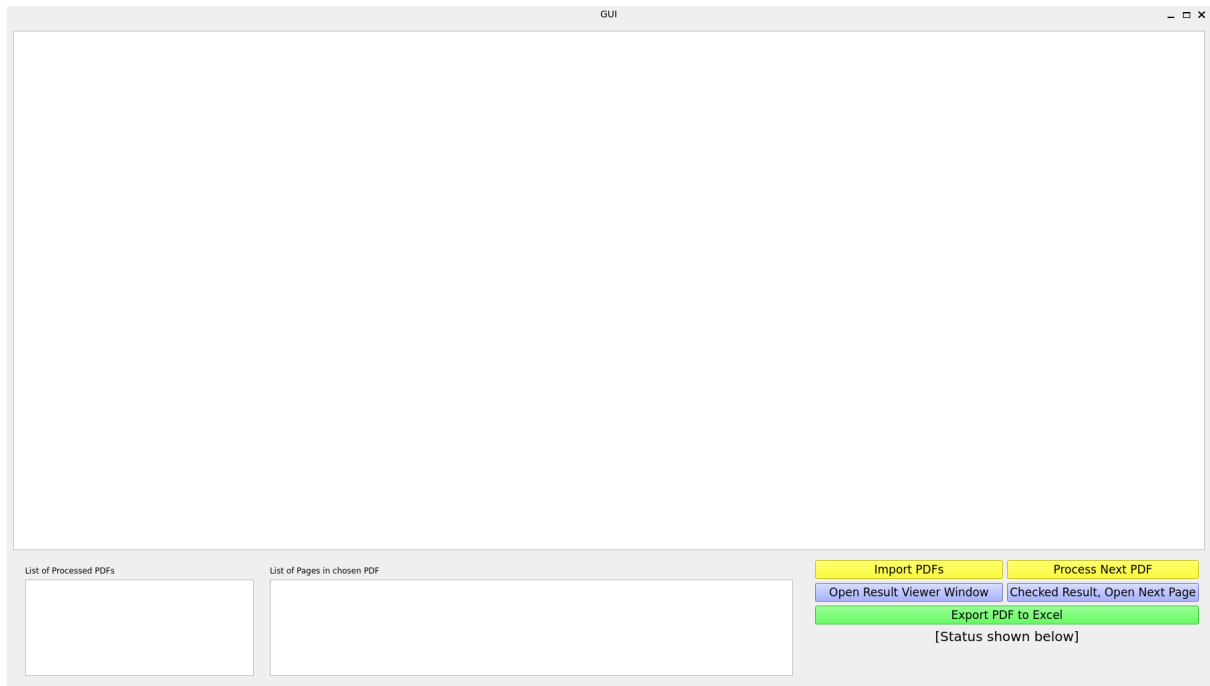 GUI
List of Processed PDFs
List of Pages in chosen PDF
Import PDFs
Process Next PDF
Open Result Viewer Window
Checked Result, Open Next Page
Export PDF to Excel
[Status shown below]